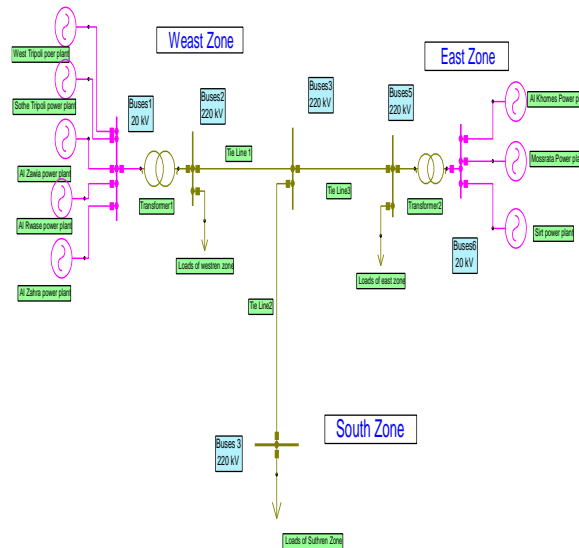 Weast Zone
East Zone
West Tripoli poer plant
Sothe Tripoli power plant
Al Zawia power plant
Al Rwase power plant
Al Zahra power plant
Buses1
20 kV
Buses2
220 kV
Buses3
220 kV
Buses5
220 kV
Al Khomes Power pl
Mossrata Power pla
Sirt power plant
Tie Line 1
Tie Line3
Transformer1
Transformer2
Loads of westren zone
Loads of east zone
Buses6
20 kV
Tie Line2
South Zone
Buses 3
220 kV
Loads of Suthren Zone